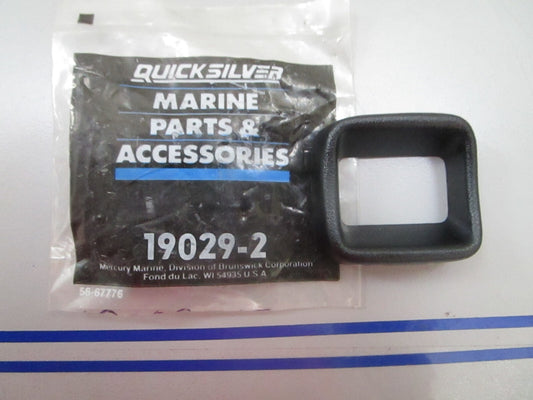 QUICKSILVER
MARINE
PARTS &
ACCESSORIES
19029-2
Mercury Marine, Division of Brunswick Corporation
Fond du Lac, WI 54935 U.S.A.
56-67776